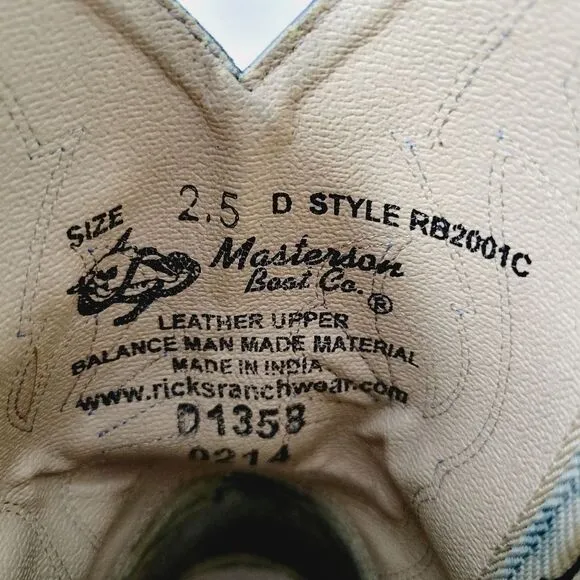 SIZE 2.5 D STYLE RB2001C
Masterson
Boot Co.®
LEATHER UPPER
BALANCE MAN MADE MATERIAL
MADE IN INDIA
www.ricksranchwear.com
D1358
0214